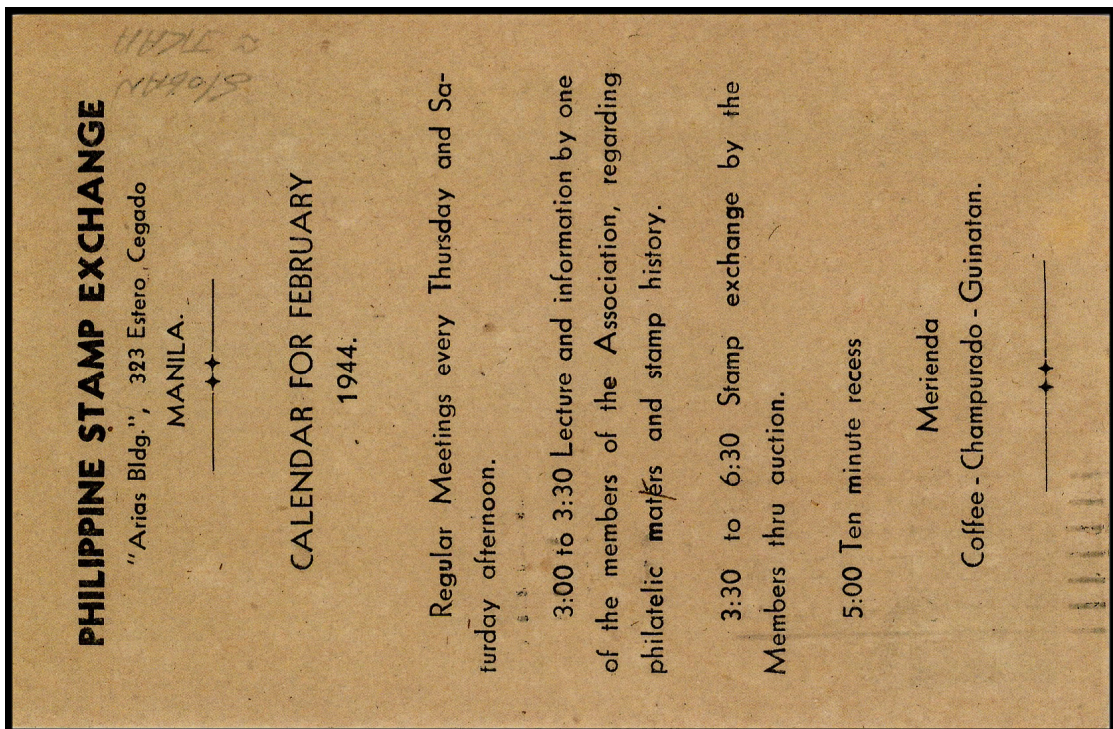 PHILIPPINE STAMP EXCHANGE
"Arias Bldg.", 323 Estero Cegado
MANILA.
CALENDAR FOR FEBRUARY
1944.
Regular Meetings every Thursday and Sa-
turday afternoon.
3:00 to 3:30 Lecture and information by one
of the members of the Association, regarding
philatelic maters and stamp history.
3:30 to 6:30 Stamp exchange by the
Members thru auction.
5:00 Ten minute recess
Merienda
Coffee - Champurado - Guinatan.